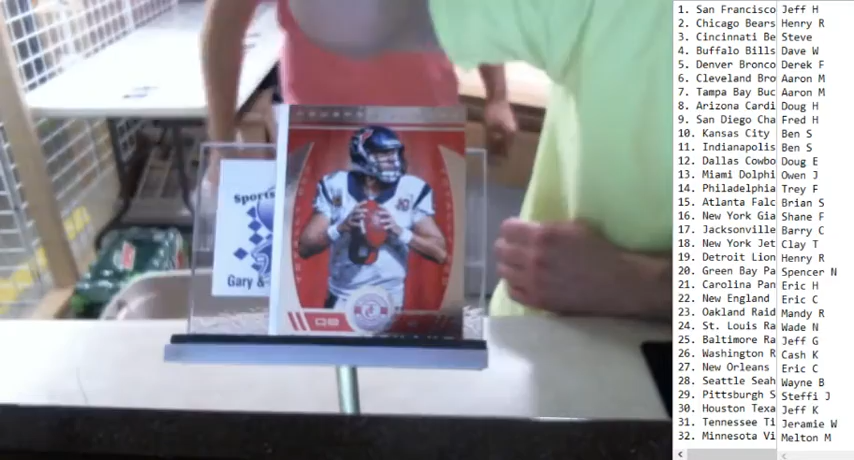 1. San Francisco Jeff H
2. Chicago Bears Henry R
3. Cincinnati Be Steve
4. Buffalo Bills Dave W
5. Denver Bronco Derek F
6. Cleveland Bro Aaron M
7. Tampa Bay Buc Aaron M
8. Arizona Cardi Doug H
9. San Diego Cha Fred H
10. Kansas City Ben S
11. Indianapolis Ben S
12. Dallas Cowbo Doug E
13. Miami Dolphi Owen J
14. Philadelphia Trey F
15. Atlanta Falc Brian S
16. New York Gia Shane F
17. Jacksonville Barry C
18. New York Jet Clay T
19. Detroit Lion Henry R
20. Green Bay Pa Spencer N
21. Carolina Pan Eric H
22. New England Eric C
23. Oakland Raid Mandy R
24. St. Louis Ra Wade N
25. Baltimore Ra Jeff G
26. Washington R Cash K
27. New Orleans Eric C
28. Seattle Seah Wayne B
29. Pittsburgh S Steffi J
30. Houston Texa Jeff K
31. Tennessee Ti Jeramie W
32. Minnesota Vi Melton M
Sports
Gary &
QB